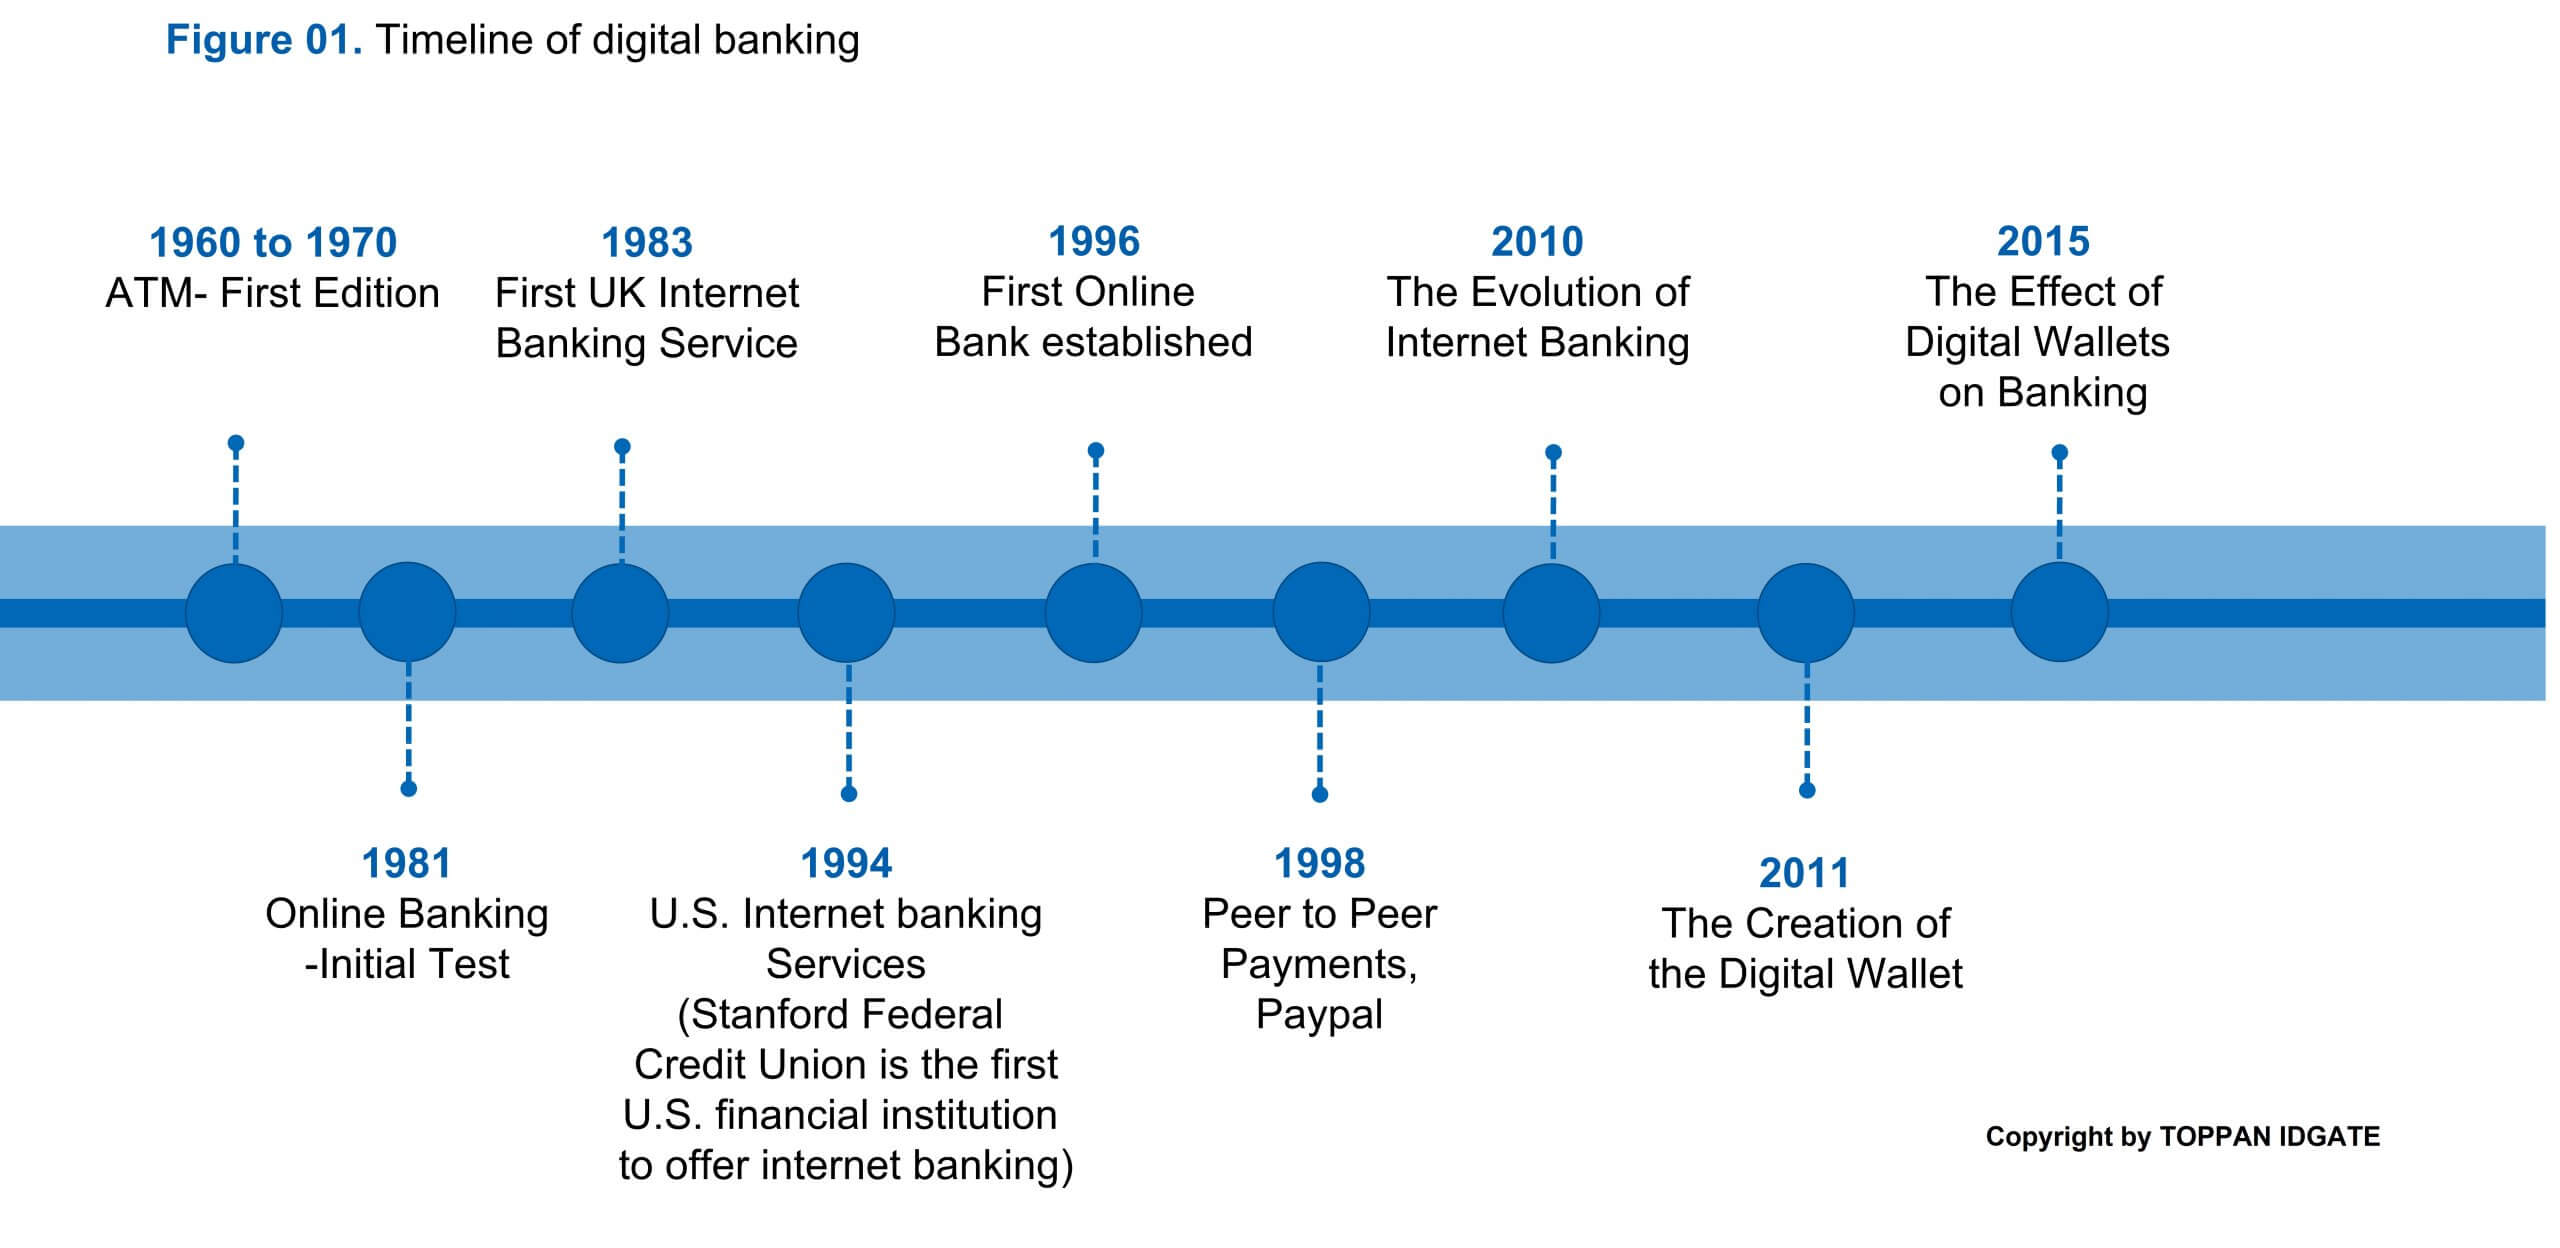 Figure 01. Timeline of digital banking
1960 to 1970
ATM- First Edition
1983
First UK Internet
Banking Service
1996
First Online
Bank established
2010
The Evolution of
Internet Banking
2015
The Effect of
Digital Wallets
on Banking
1981
Online Banking
-Initial Test
1994
U.S. Internet banking
Services
(Stanford Federal
Credit Union is the first
U.S. financial institution
to offer internet banking)
1998
Peer to Peer
Payments,
Paypal
2011
The Creation of
the Digital Wallet
Copyright by TOPPAN IDGATE